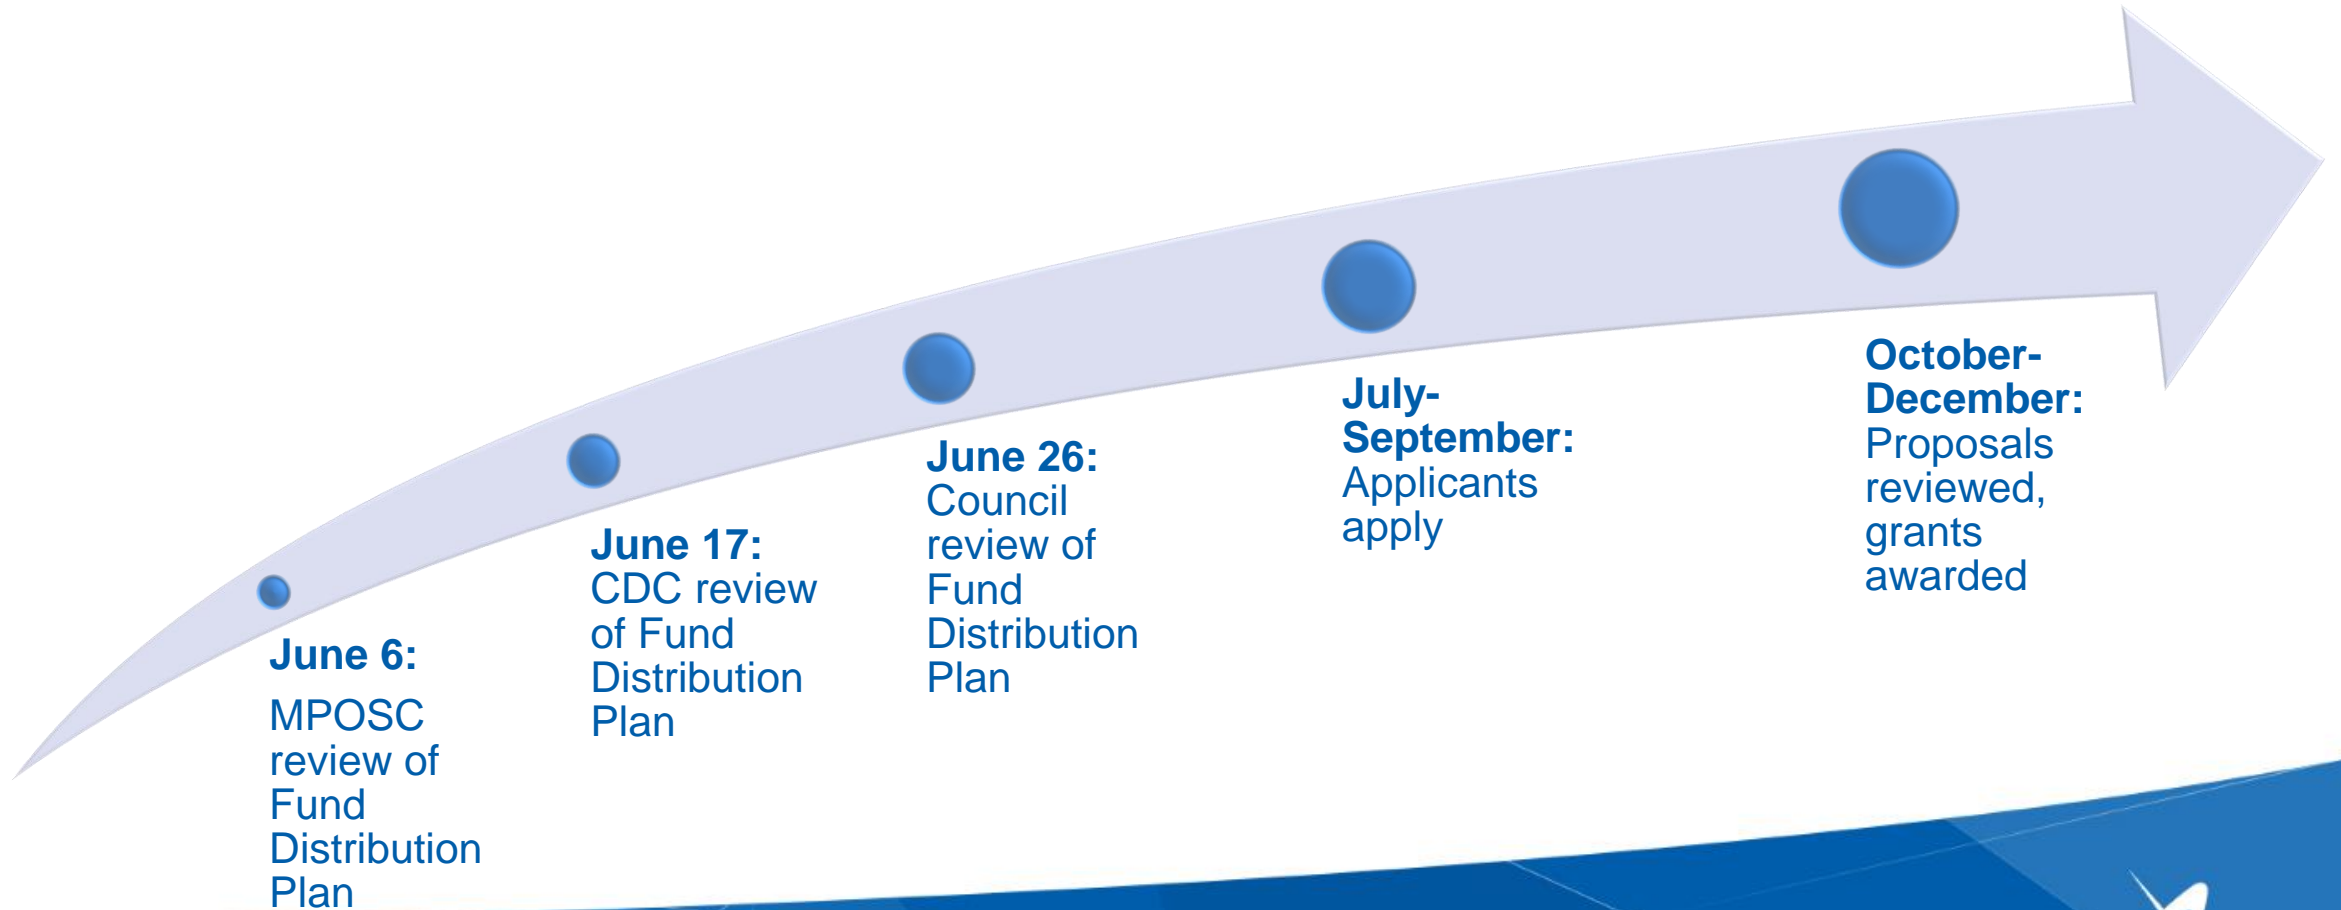 June 6:
MPOSC
review of
Fund
Distribution
Plan
June 17:
CDC review
of Fund
Distribution
Plan
June 26:
Council
review of
Fund
Distribution
Plan
July-
September:
Applicants
apply
October-
December:
Proposals
reviewed,
grants
awarded